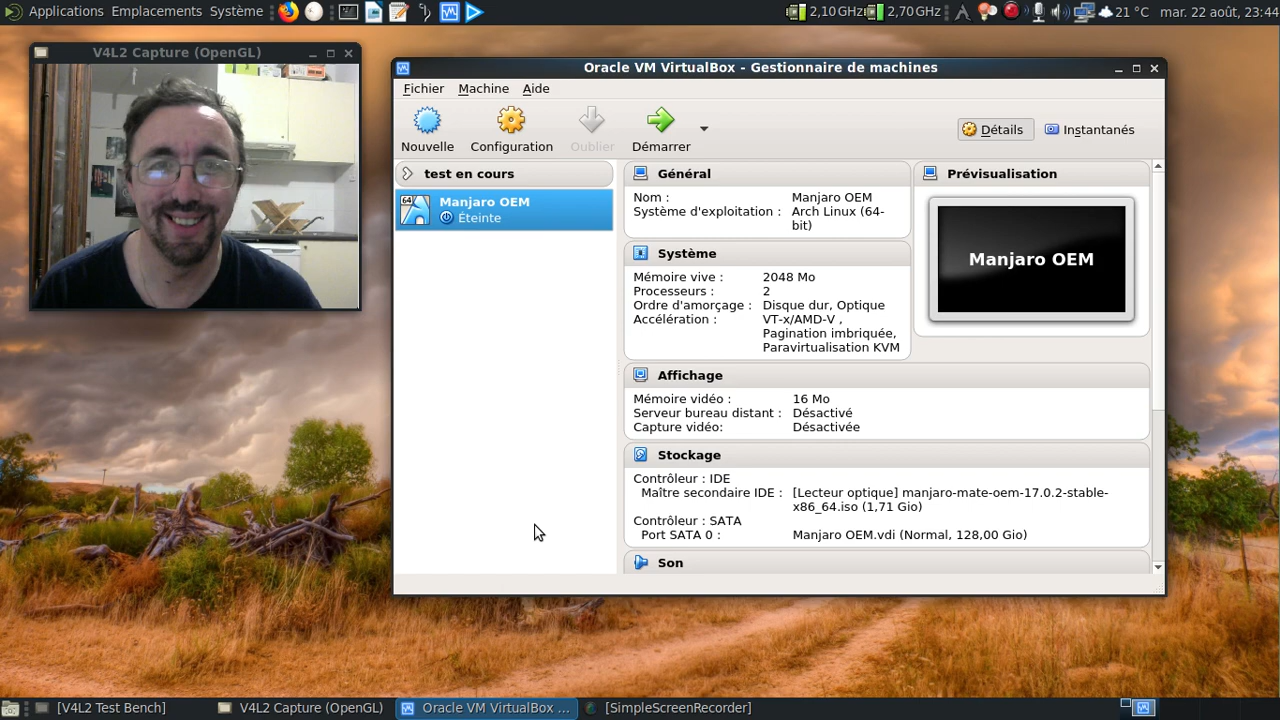 Applications Emplacements Système
2,10 GHz 2,70 GHz 21 °C mar. 22 août, 23:44
V4L2 Capture (OpenGL)
Oracle VM VirtualBox - Gestionnaire de machines
Fichier Machine Aide
Nouvelle Configuration Oublier Démarrer
Détails Instantanés
test en cours
64 Manjaro OEM
Éteinte
Général
Nom : Manjaro OEM
Système d'exploitation : Arch Linux (64-
bit)
Système
Mémoire vive : 2048 Mo
Processeurs : 2
Ordre d'amorçage : Disque dur, Optique
Accélération : VT-x/AMD-V ,
Pagination imbriquée,
Paravirtualisation KVM
Prévisualisation
Manjaro OEM
Affichage
Mémoire vidéo : 16 Mo
Serveur bureau distant : Désactivé
Capture vidéo: Désactivée
Stockage
Contrôleur : IDE
Maître secondaire IDE : [Lecteur optique] manjaro-mate-oem-17.0.2-stable-
x86_64.iso (1,71 Gio)
Contrôleur : SATA
Port SATA 0 : Manjaro OEM.vdi (Normal, 128,00 Gio)
Son
[V4L2 Test Bench] V4L2 Capture (OpenGL) Oracle VM VirtualBox ... [SimpleScreenRecorder]